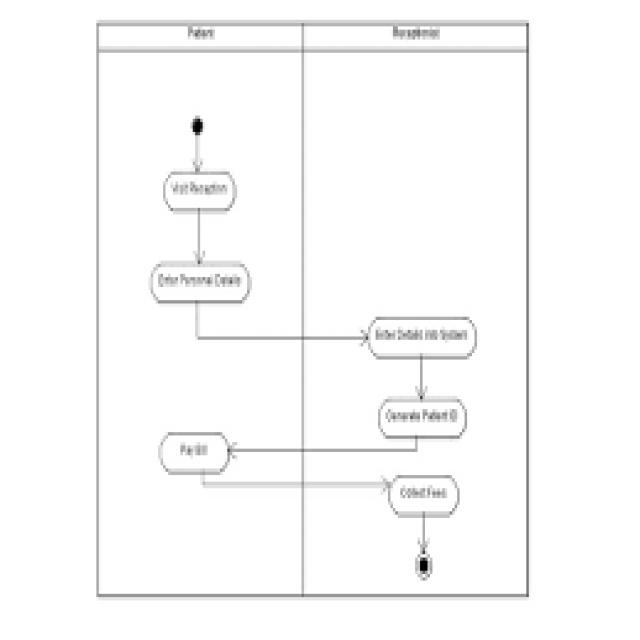 Patient
Receptionist
Visit Reception
Enter Personal Details
Enter Details into System
Generate Patient ID
Pay Bill
Collect Fees